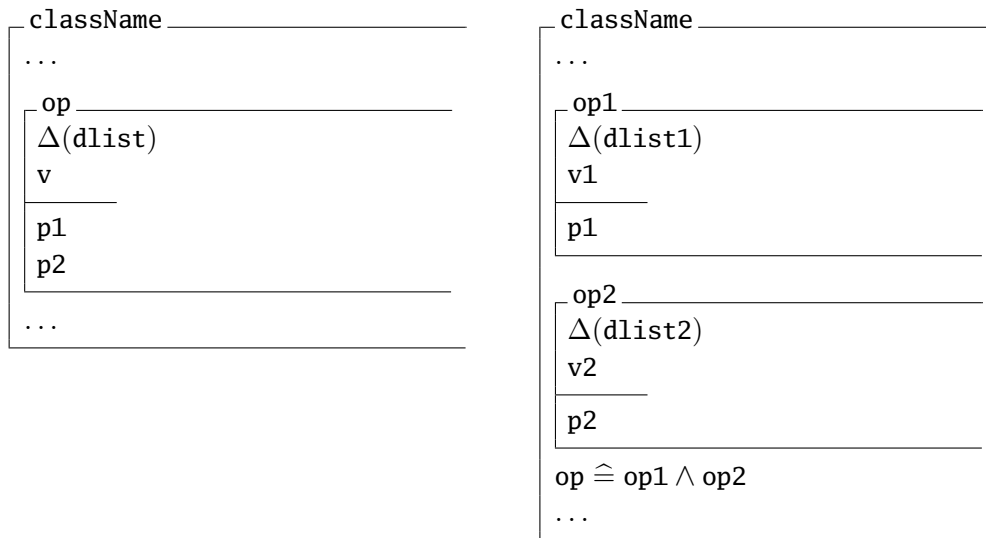 className
...
op
Δ(dlist)
v
p1
p2
...
className
...
op1
Δ(dlist1)
v1
p1
op2
Δ(dlist2)
v2
p2
op ≙ op1 ∧ op2
...